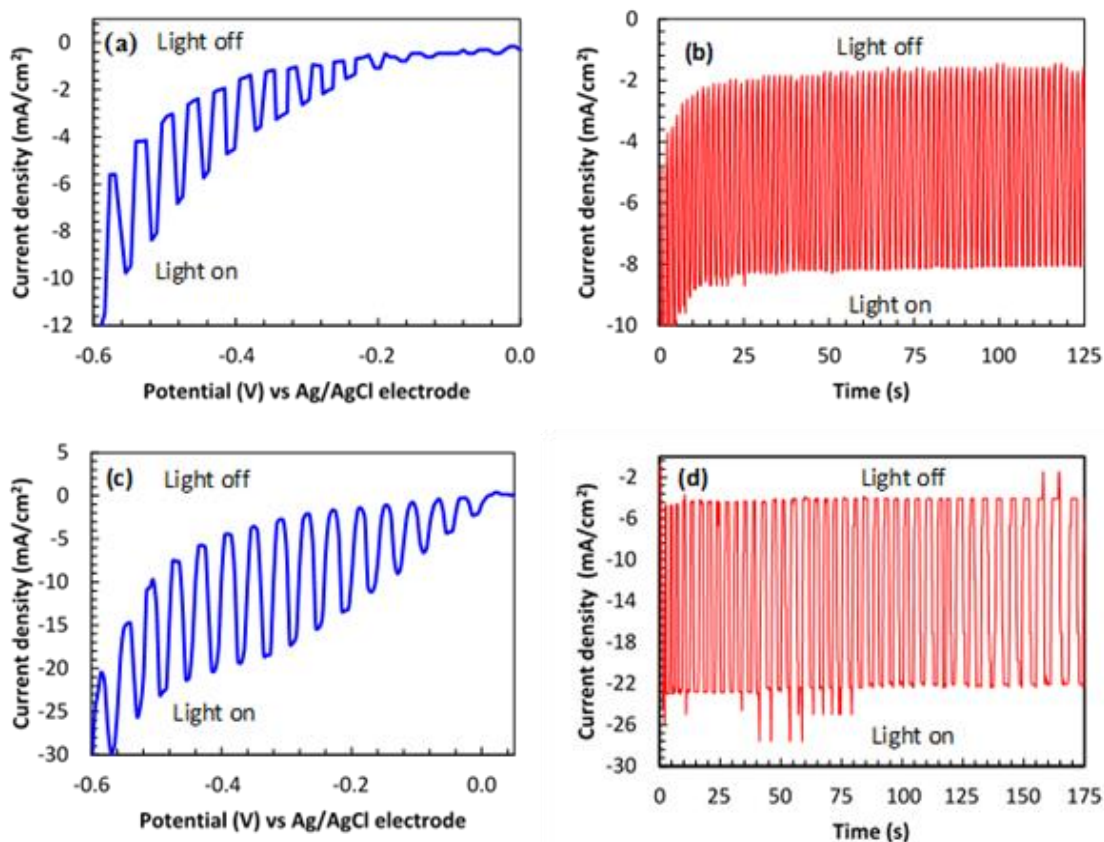 (a) Light off
Light on
Current density (mA/cm²)
0
-2
-4
-6
-8
-10
-12
-0.6 -0.4 -0.2 0.0
Potential (V) vs Ag/AgCl electrode
(b) Light off
Light on
Current density (mA/cm²)
0
-2
-4
-6
-8
-10
0 25 50 75 100 125
Time (s)
(c) Light off
Light on
Current density (mA/cm²)
5
0
-5
-10
-15
-20
-25
-30
-0.6 -0.4 -0.2 0.0
Potential (V) vs Ag/AgCl electrode
(d) Light off
Light on
Current density (mA/cm²)
-2
-6
-10
-14
-18
-22
-26
-30
0 25 50 75 100 125 150 175
Time (s)